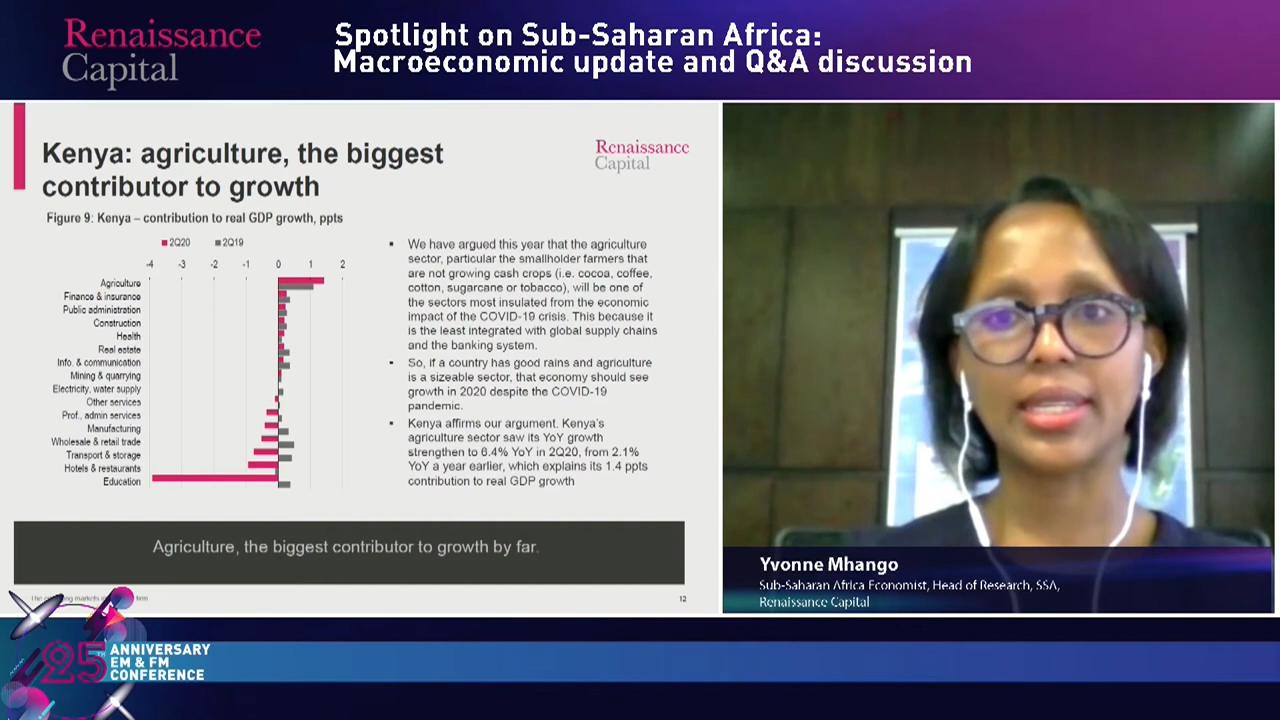 Renaissance
Capital
Spotlight on Sub-Saharan Africa:
Macroeconomic update and Q&A discussion
Kenya: agriculture, the biggest
contributor to growth
Renaissance
Capital
Figure 9: Kenya – contribution to real GDP growth, ppts
2Q20 2Q19
-4 -3 -2 -1 0 1 2
Agriculture
Finance & insurance
Public administration
Construction
Health
Real estate
Info. & communication
Mining & quarrying
Electricity, water supply
Other services
Prof., admin services
Manufacturing
Wholesale & retail trade
Transport & storage
Hotels & restaurants
Education
▪ We have argued this year that the agriculture
sector, particular the smallholder farmers that
are not growing cash crops (i.e. cocoa, coffee,
cotton, sugarcane or tobacco), will be one of
the sectors most insulated from the economic
impact of the COVID-19 crisis. This because it
is the least integrated with global supply chains
and the banking system.
▪ So, if a country has good rains and agriculture
is a sizeable sector, that economy should see
growth in 2020 despite the COVID-19
pandemic.
▪ Kenya affirms our argument. Kenya's
agriculture sector saw its YoY growth
strengthen to 6.4% YoY in 2Q20, from 2.1%
YoY a year earlier, which explains its 1.4 ppts
contribution to real GDP growth
Agriculture, the biggest contributor to growth by far.
The firm
12
Yvonne Mhango
Sub-Saharan Africa Economist, Head of Research, SSA,
Renaissance Capital
25TH
ANNIVERSARY
EM & FM
CONFERENCE